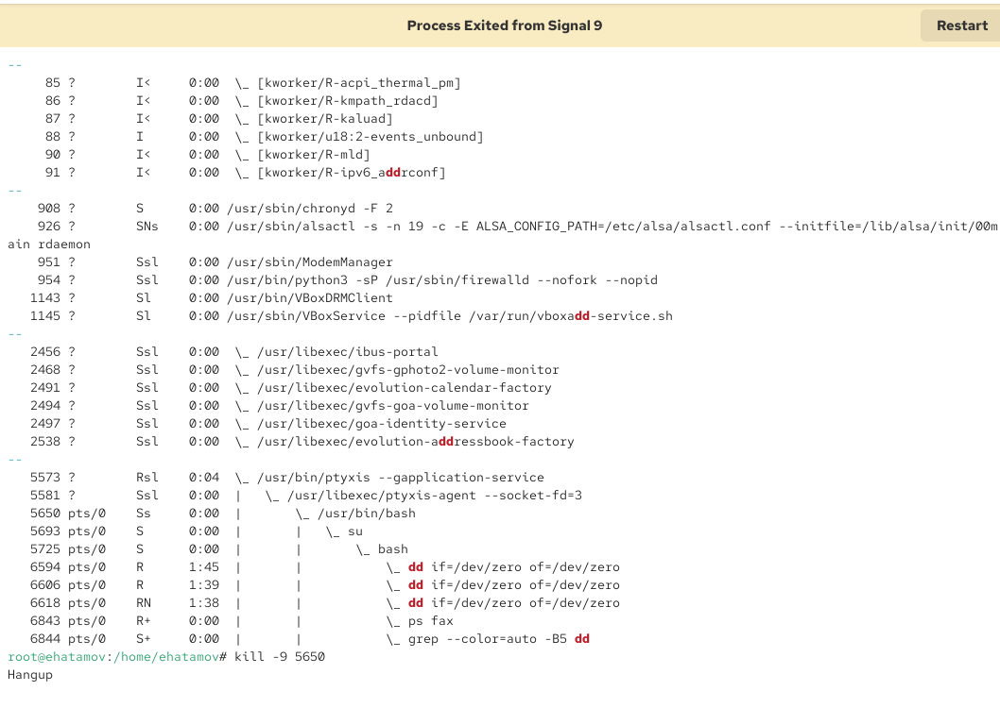 Process Exited from Signal 9
Restart
--
85 ?        I<     0:00  \_ [kworker/R-acpi_thermal_pm]
86 ?        I<     0:00  \_ [kworker/R-kmpath_rdacd]
87 ?        I<     0:00  \_ [kworker/R-kaluad]
88 ?        I      0:00  \_ [kworker/u18:2-events_unbound]
90 ?        I<     0:00  \_ [kworker/R-mld]
91 ?        I<     0:00  \_ [kworker/R-ipv6_addrconf]
--
908 ?        S      0:00 /usr/sbin/chronyd -F 2
926 ?        SNs    0:00 /usr/sbin/alsactl -s -n 19 -c -E ALSA_CONFIG_PATH=/etc/alsa/alsactl.conf --initfile=/lib/alsa/init/00m
ain rdaemon
951 ?        Ssl    0:00 /usr/sbin/ModemManager
954 ?        Ssl    0:00 /usr/bin/python3 -sP /usr/sbin/firewalld --nofork --nopid
1143 ?        Sl     0:00 /usr/bin/VBoxDRMClient
1145 ?        Sl     0:00 /usr/sbin/VBoxService --pidfile /var/run/vboxadd-service.sh
--
2456 ?        Ssl    0:00  \_ /usr/libexec/ibus-portal
2468 ?        Ssl    0:00  \_ /usr/libexec/gvfs-gphoto2-volume-monitor
2491 ?        Ssl    0:00  \_ /usr/libexec/evolution-calendar-factory
2494 ?        Ssl    0:00  \_ /usr/libexec/gvfs-goa-volume-monitor
2497 ?        Ssl    0:00  \_ /usr/libexec/goa-identity-service
2538 ?        Ssl    0:00  \_ /usr/libexec/evolution-addressbook-factory
--
5573 ?        Rsl    0:04  \_ /usr/bin/ptyxis --gapplication-service
5581 ?        Ssl    0:00  |   \_ /usr/libexec/ptyxis-agent --socket-fd=3
5650 pts/0    Ss     0:00  |       \_ /usr/bin/bash
5693 pts/0    S      0:00  |       |   \_ su
5725 pts/0    S      0:00  |       |       \_ bash
6594 pts/0    R      1:45  |       |           \_ dd if=/dev/zero of=/dev/zero
6606 pts/0    R      1:39  |       |           \_ dd if=/dev/zero of=/dev/zero
6618 pts/0    RN     1:38  |       |           \_ dd if=/dev/zero of=/dev/zero
6843 pts/0    R+     0:00  |       |           \_ ps fax
6844 pts/0    S+     0:00  |       |           \_ grep --color=auto -B5 dd
root@ehatamov:/home/ehatamov# kill -9 5650
Hangup